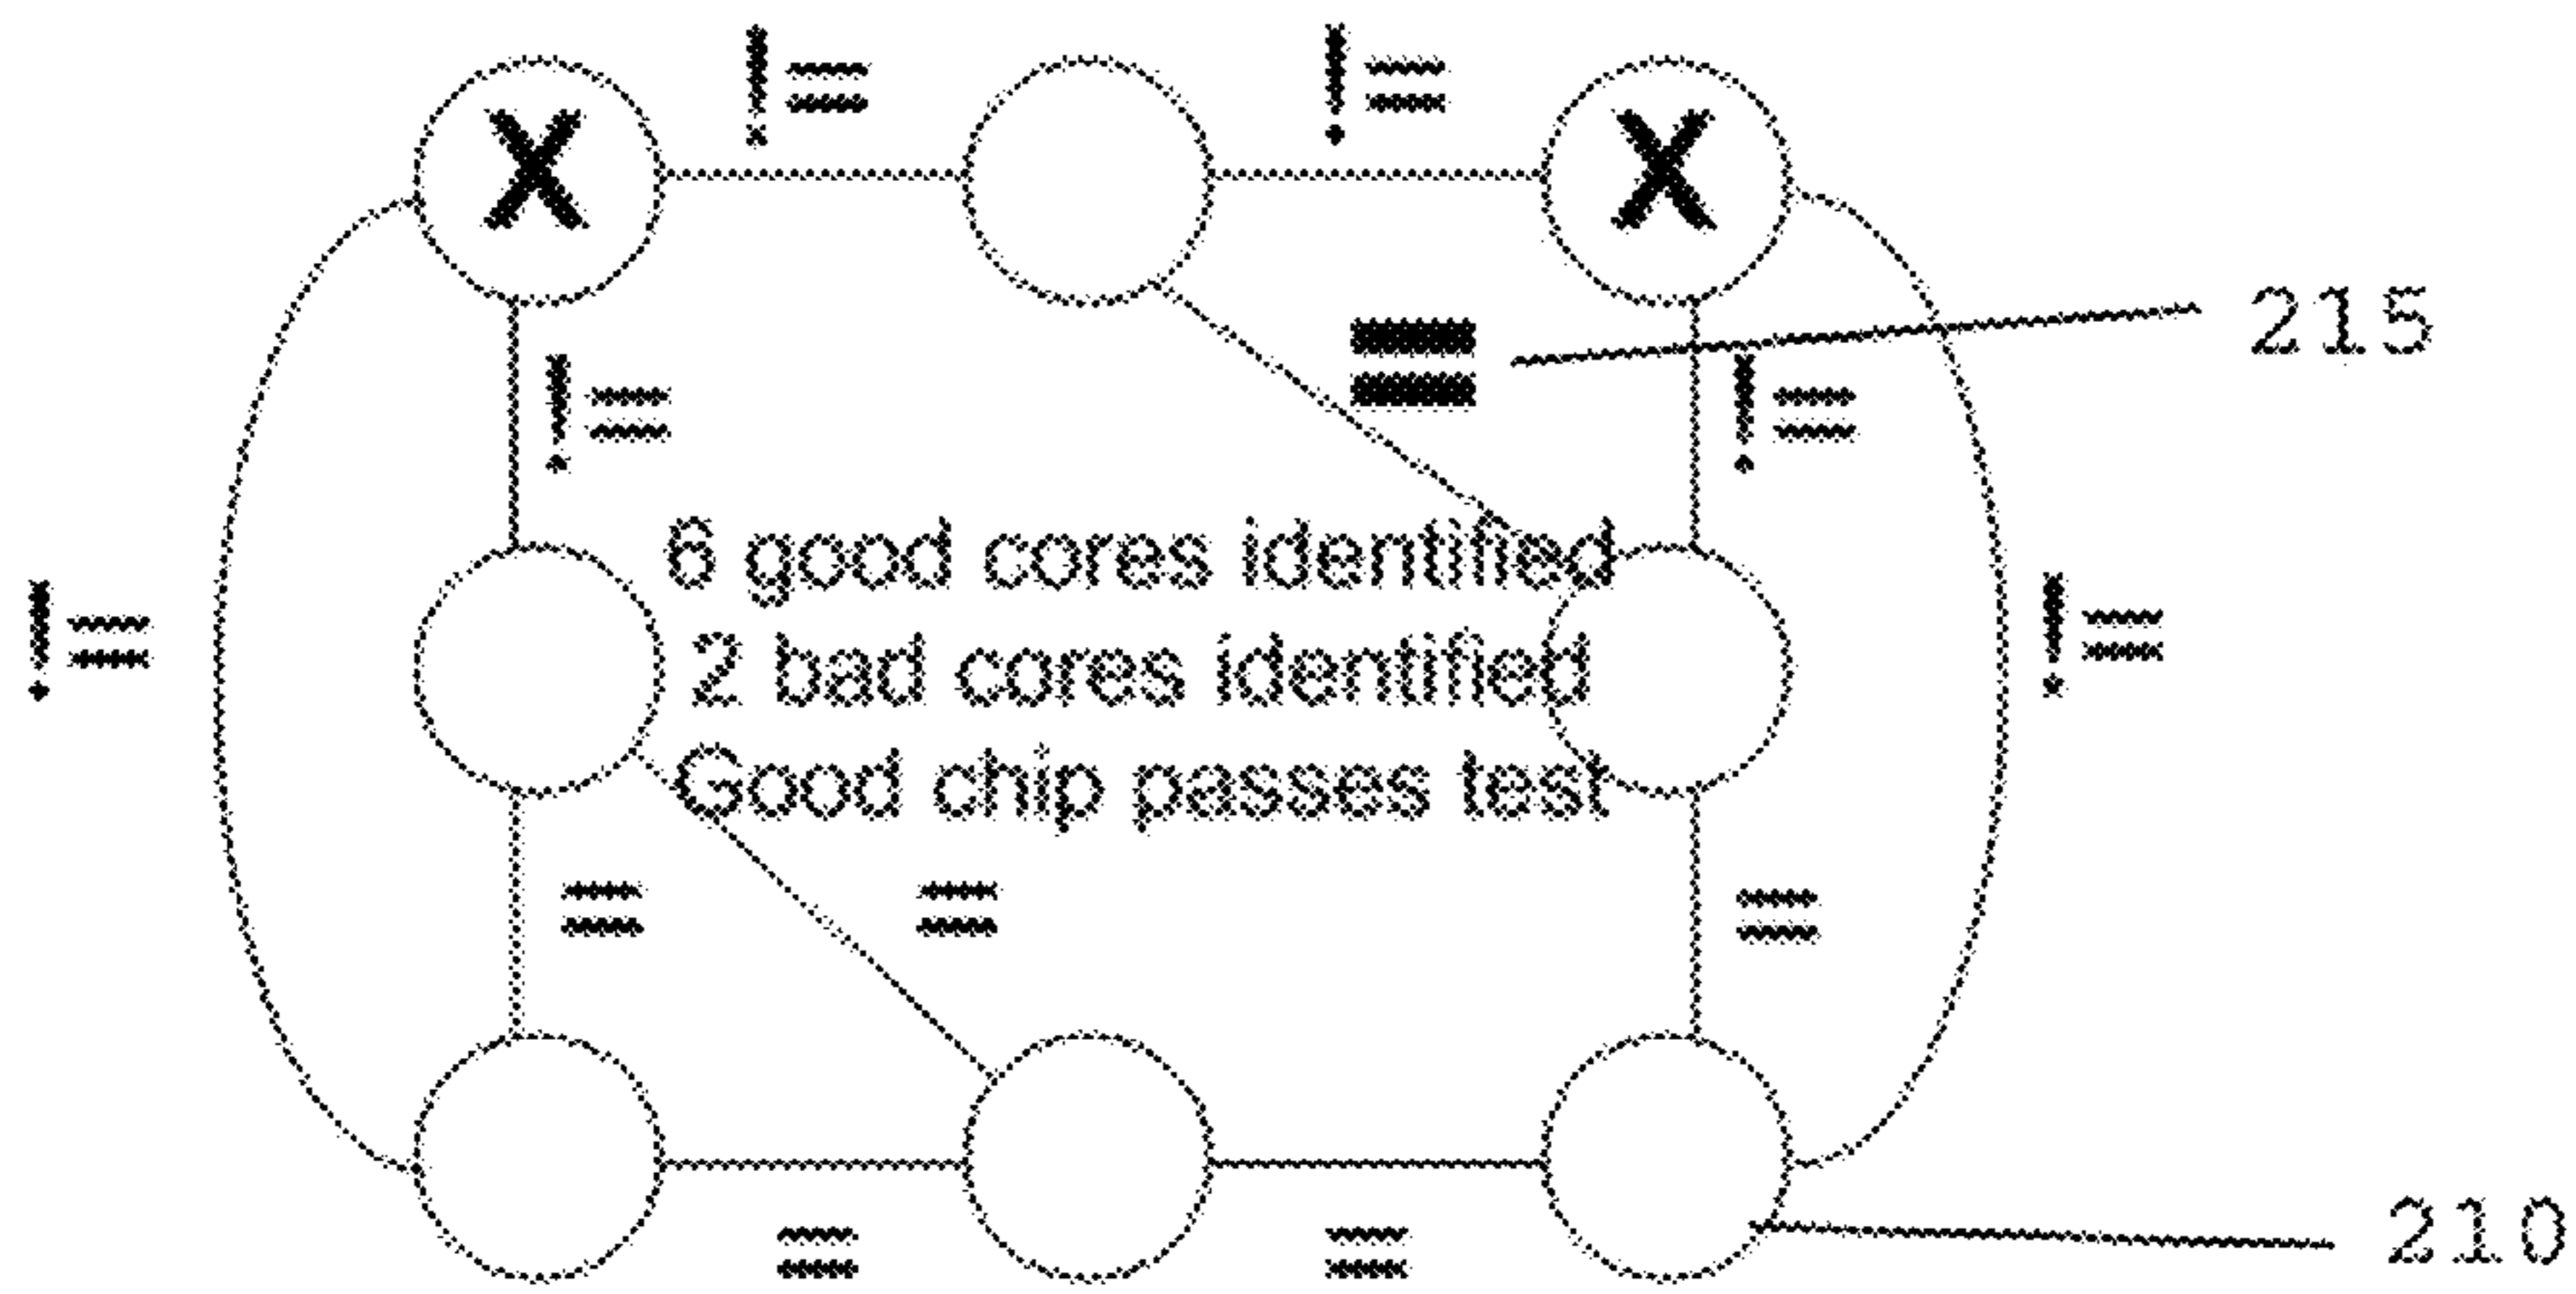 != !=
X X
= 215
!= !=
6 good cores identified
!= 2 bad cores identified !=
Good chip passes test
= = =
= =
210